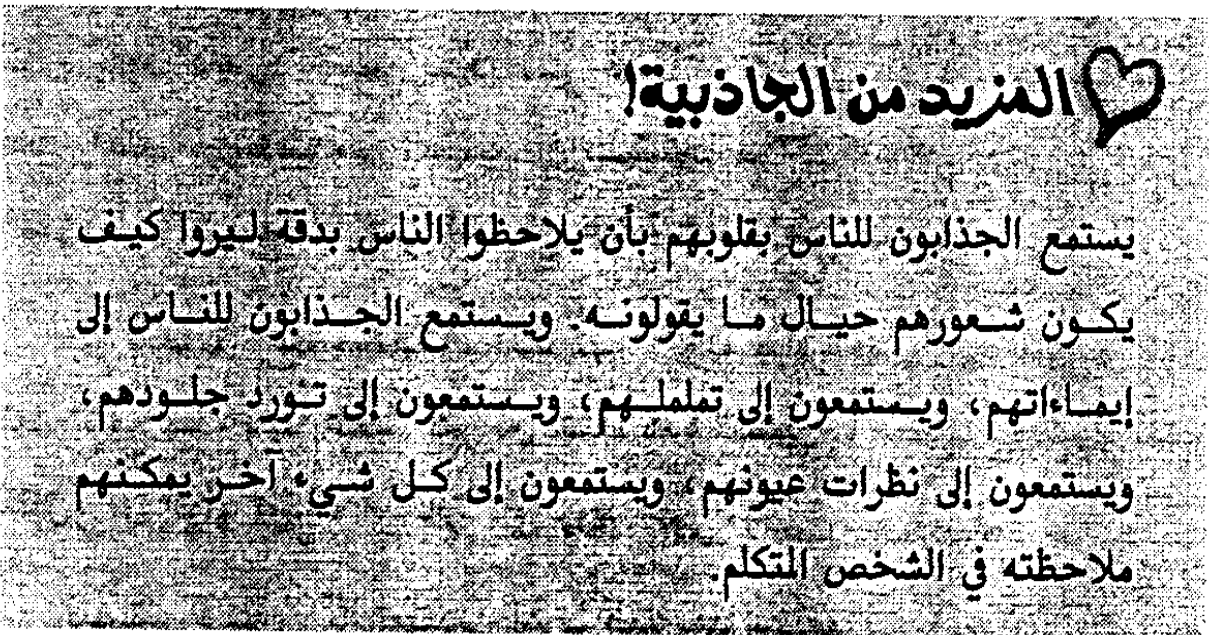 المزيد من الجاذبية!
يستمع الجذابون للناس بقلوبهم بأن يلاحظوا الناس بدقة ليروا كيف
يكون شعورهم حيال ما يقولونه. ويستمع الجذابون للناس إلى
إيماءاتهم، ويستمعون إلى تململهم، ويستمعون إلى تورد جلودهم،
ويستمعون إلى نظرات عيونهم، ويستمعون إلى كل شيء آخر يمكنهم
ملاحظته في الشخص المتكلم.